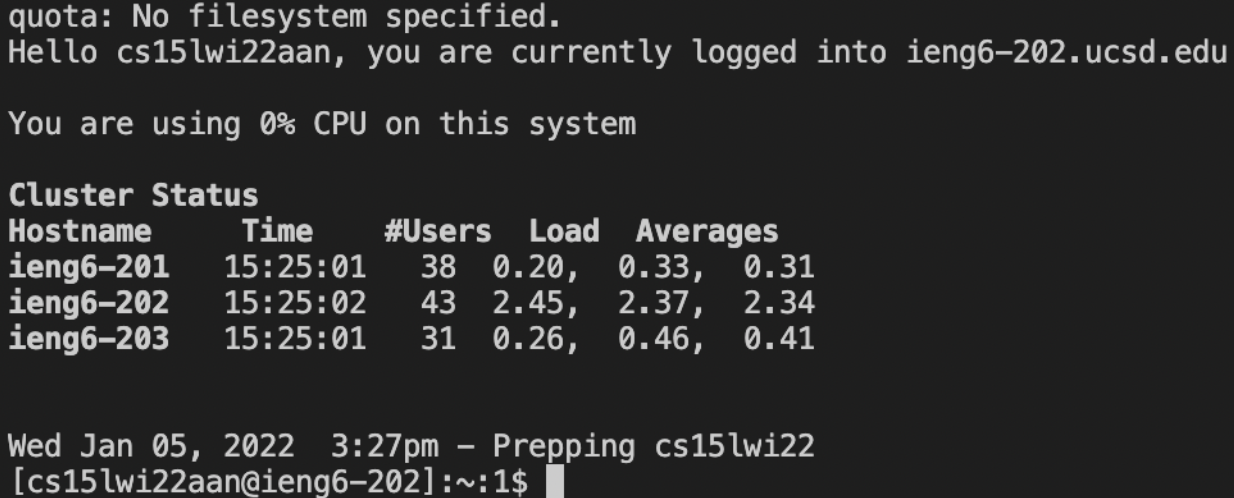 quota: No filesystem specified.
Hello cs15lwi22aan, you are currently logged into ieng6-202.ucsd.edu
You are using 0% CPU on this system
Cluster Status
Hostname     Time    #Users  Load  Averages
ieng6-201   15:25:01   38  0.20,  0.33,  0.31
ieng6-202   15:25:02   43  2.45,  2.37,  2.34
ieng6-203   15:25:01   31  0.26,  0.46,  0.41
Wed Jan 05, 2022  3:27pm - Prepping cs15lwi22
[cs15lwi22aan@ieng6-202]:~:1$